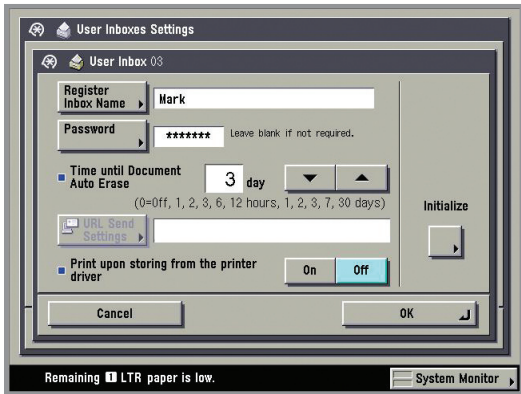 User Inboxes Settings
User Inbox 03
Register
Inbox Name
Mark
Password
*******
Leave blank if not required.
Time until Document
Auto Erase
3 day
(0=Off, 1, 2, 3, 6, 12 hours, 1, 2, 3, 7, 30 days)
Initialize
URL Send
Settings
Print upon storing from the printer
driver
On
Off
Cancel
OK
Remaining 1 LTR paper is low.
System Monitor